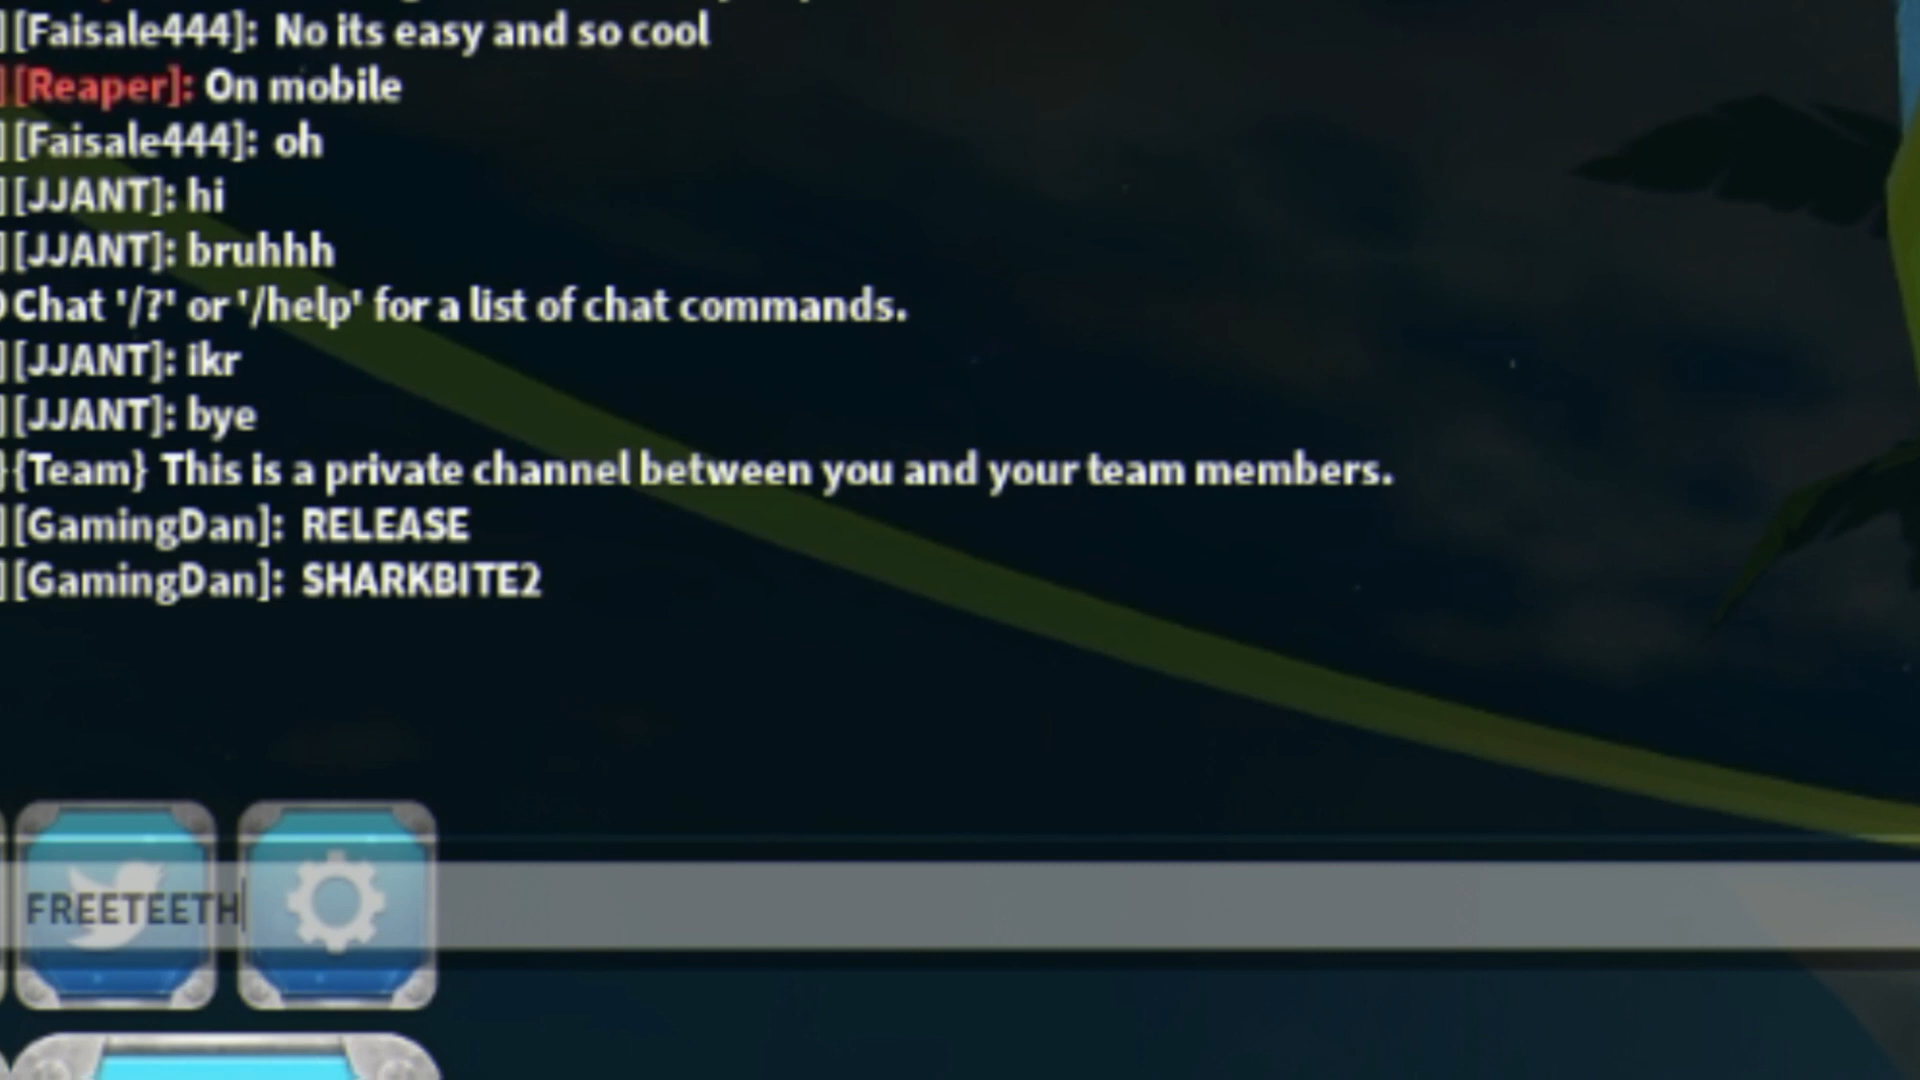 [Faisale444]: No its easy and so cool
[Reaper]: On mobile
[Faisale444]: oh
[JJANT]: hi
[JJANT]: bruhhh
Chat '/?' or '/help' for a list of chat commands.
[JJANT]: ikr
[JJANT]: bye
{Team} This is a private channel between you and your team members.
[GamingDan]: RELEASE
[GamingDan]: SHARKBITE2
FREETEETH